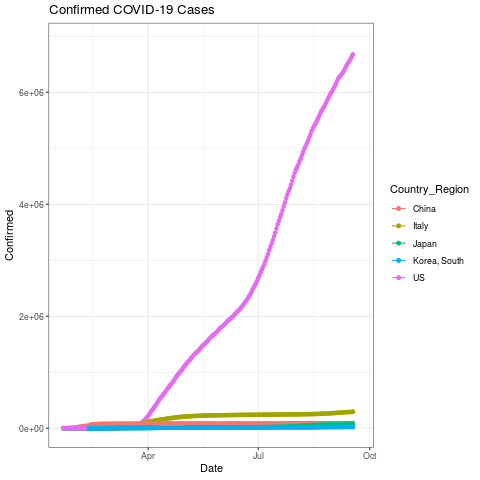 Confirmed COVID-19 Cases
Confirmed
6e+06
4e+06
2e+06
0e+00
Apr
Jul
Oct
Date
Country_Region
China
Italy
Japan
Korea, South
US